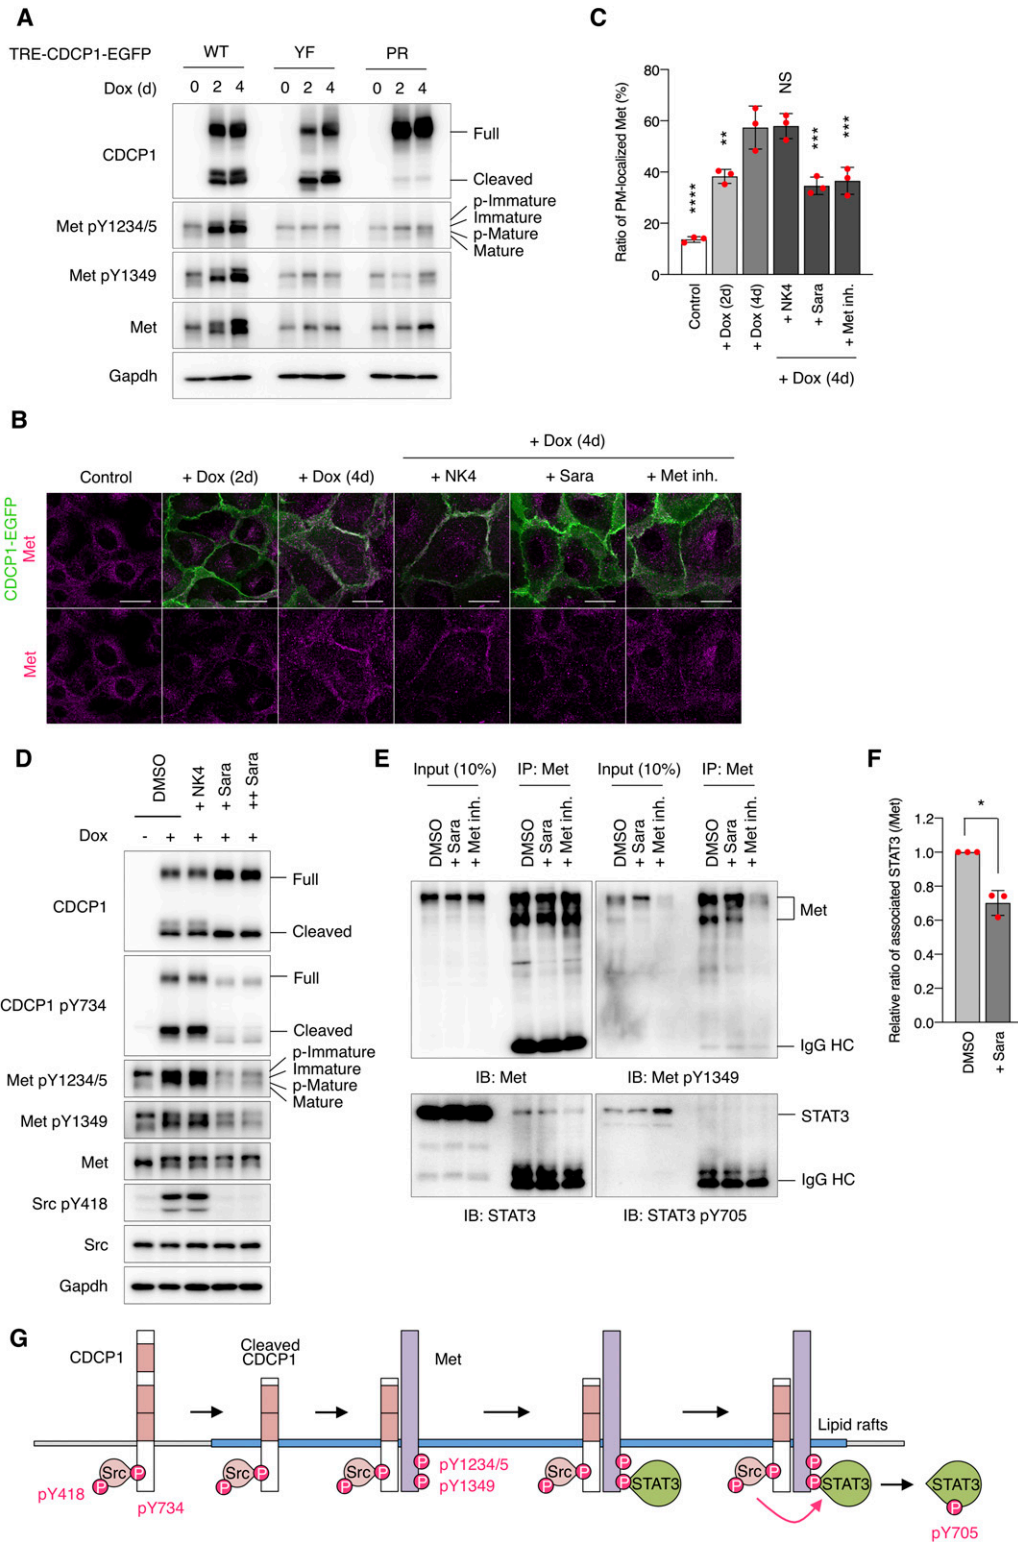 A
TRE-CDCP1-EGFP WT YF PR
Dox (d) 0 2 4 0 2 4 0 2 4
CDCP1
Full
Cleaved
Met pY1234/5
p-Immature
Immature
p-Mature
Mature
Met pY1349
Met
Gapdh
C
Ratio of PM-localized Met (%)
80
60
40
20
0
****
**
NS
***
***
Control
+ Dox (2d)
+ Dox (4d)
+ NK4
+ Sara
+ Met inh.
+ Dox (4d)
B
+ Dox (4d)
Control + Dox (2d) + Dox (4d) + NK4 + Sara + Met inh.
CDCP1-EGFP
Met
Met
D
DMSO + NK4 + Sara ++ Sara
Dox - + + + +
CDCP1
Full
Cleaved
CDCP1 pY734
Full
Cleaved
Met pY1234/5
p-Immature
Immature
p-Mature
Mature
Met pY1349
Met
Src pY418
Src
Gapdh
E
Input (10%) IP: Met Input (10%) IP: Met
DMSO + Sara + Met inh. DMSO + Sara + Met inh. DMSO + Sara + Met inh. DMSO + Sara + Met inh.
Met
IgG HC
IB: Met IB: Met pY1349
STAT3
IgG HC
IB: STAT3 IB: STAT3 pY705
F
Relative ratio of associated STAT3 (/Met)
*
1.2
1.0
0.8
0.6
0.4
0.2
0.0
DMSO
+ Sara
G
CDCP1
Cleaved
CDCP1
Met
Lipid rafts
Src P P
Src P P
Src P P P P
Src P P P P STAT3
Src P P P P STAT3
STAT3 P
pY418
pY734
pY1234/5
pY1349
pY705